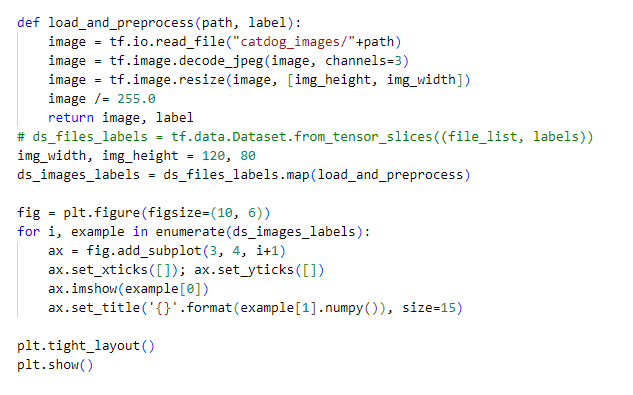 def load_and_preprocess(path, label):
    image = tf.io.read_file("catdog_images/"+path)
    image = tf.image.decode_jpeg(image, channels=3)
    image = tf.image.resize(image, [img_height, img_width])
    image /= 255.0
    return image, label
# ds_files_labels = tf.data.Dataset.from_tensor_slices((file_list, labels))
img_width, img_height = 120, 80
ds_images_labels = ds_files_labels.map(load_and_preprocess)

fig = plt.figure(figsize=(10, 6))
for i, example in enumerate(ds_images_labels):
    ax = fig.add_subplot(3, 4, i+1)
    ax.set_xticks([]); ax.set_yticks([])
    ax.imshow(example[0])
    ax.set_title('{}'.format(example[1].numpy()), size=15)

plt.tight_layout()
plt.show()